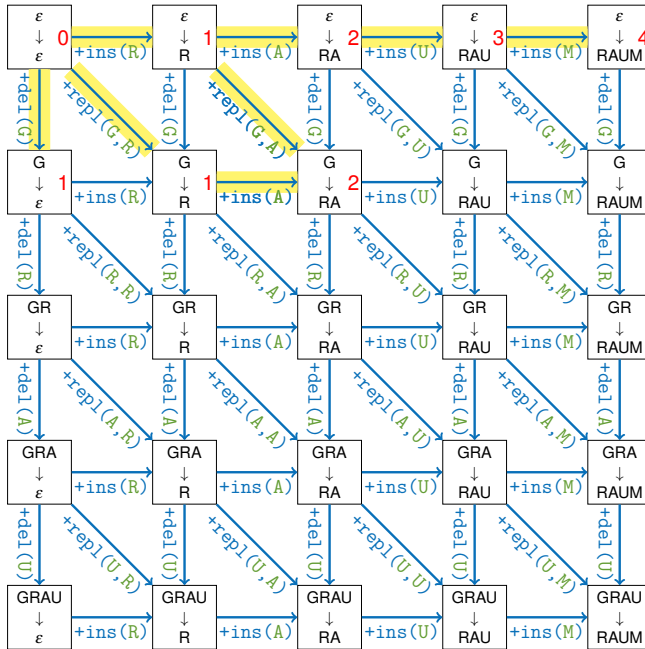 ε ↓ ε 0 +ins(R) ε ↓ R 1 +ins(A) ε ↓ RA 2 +ins(U) ε ↓ RAU 3 +ins(M) ε ↓ RAUM 4
+del(G) +repl(G,R) +del(G) +repl(G,A) +del(G) +repl(G,U) +del(G) +repl(G,M) +del(G)
G ↓ ε 1 +ins(R) G ↓ R 1 +ins(A) G ↓ RA 2 +ins(U) G ↓ RAU +ins(M) G ↓ RAUM
+del(R) +repl(R,R) +del(R) +repl(R,A) +del(R) +repl(R,U) +del(R) +repl(R,M) +del(R)
GR ↓ ε +ins(R) GR ↓ R +ins(A) GR ↓ RA +ins(U) GR ↓ RAU +ins(M) GR ↓ RAUM
+del(A) +repl(A,R) +del(A) +repl(A,A) +del(A) +repl(A,U) +del(A) +repl(A,M) +del(A)
GRA ↓ ε +ins(R) GRA ↓ R +ins(A) GRA ↓ RA +ins(U) GRA ↓ RAU +ins(M) GRA ↓ RAUM
+del(U) +repl(U,R) +del(U) +repl(U,A) +del(U) +repl(U,U) +del(U) +repl(U,M) +del(U)
GRAU ↓ ε +ins(R) GRAU ↓ R +ins(A) GRAU ↓ RA +ins(U) GRAU ↓ RAU +ins(M) GRAU ↓ RAUM